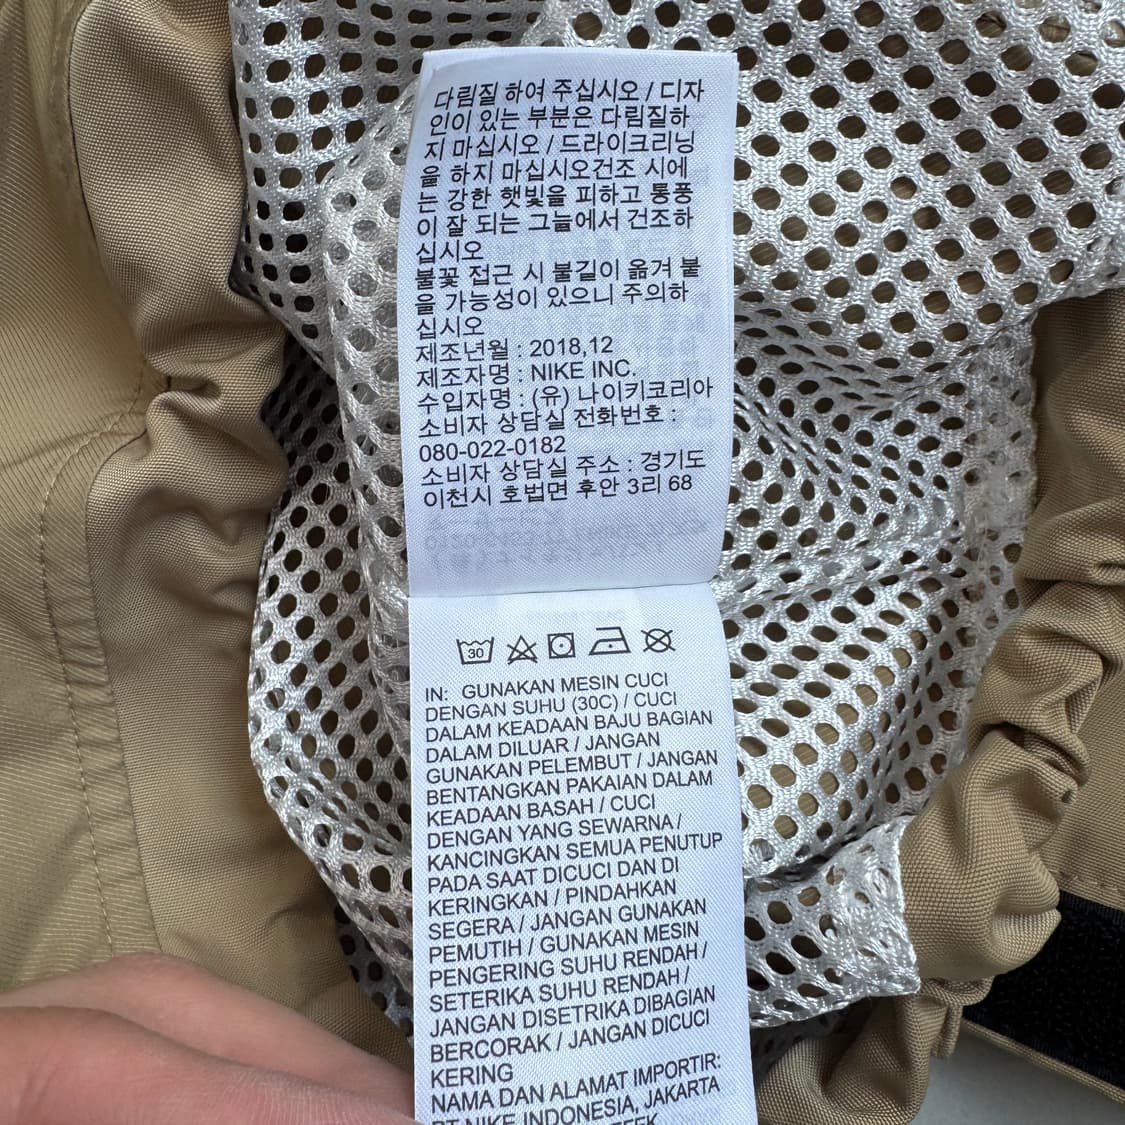 다림질 하여 주십시오 / 디자
인이 있는 부분은 다림질하
지 마십시오 / 드라이크리닝
을 하지 마십시오건조 시에
는 강한 햇빛을 피하고 통풍
이 잘 되는 그늘에서 건조하
십시오
불꽃 접근 시 불길이 옮겨 붙
을 가능성이 있으니 주의하
십시오
제조년월 : 2018,12
제조자명 : NIKE INC.
수입자명 : (유) 나이키코리아
소비자 상담실 전화번호 :
080-022-0182
소비자 상담실 주소 : 경기도
이천시 호법면 후안 3리 68
30
IN: GUNAKAN MESIN CUCI
DENGAN SUHU (30C) / CUCI
DALAM KEADAAN BAJU BAGIAN
DALAM DILUAR / JANGAN
GUNAKAN PELEMBUT / JANGAN
BENTANGKAN PAKAIAN DALAM
KEADAAN BASAH / CUCI
DENGAN YANG SEWARNA /
KANCINGKAN SEMUA PENUTUP
PADA SAAT DICUCI DAN DI
KERINGKAN / PINDAHKAN
SEGERA / JANGAN GUNAKAN
PEMUTIH / GUNAKAN MESIN
PENGERING SUHU RENDAH /
SETERIKA SUHU RENDAH /
JANGAN DISETRIKA DIBAGIAN
BERCORAK / JANGAN DICUCI
KERING
NAMA DAN ALAMAT IMPORTIR:
PT NIKE INDONESIA, JAKARTA